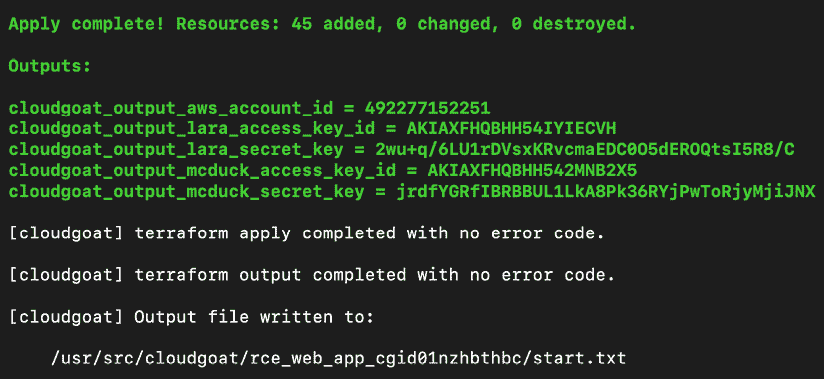 Apply complete! Resources: 45 added, 0 changed, 0 destroyed.
Outputs:
cloudgoat_output_aws_account_id = 492277152251
cloudgoat_output_lara_access_key_id = AKIAXFHQBHH54IYIECVH
cloudgoat_output_lara_secret_key = 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
cloudgoat_output_mcduck_access_key_id = AKIAXFHQBHH542MNB2X5
cloudgoat_output_mcduck_secret_key = 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
[cloudgoat] terraform apply completed with no error code.
[cloudgoat] terraform output completed with no error code.
[cloudgoat] Output file written to:
/usr/src/cloudgoat/rce_web_app_cgid01nzhbthbc/start.txt